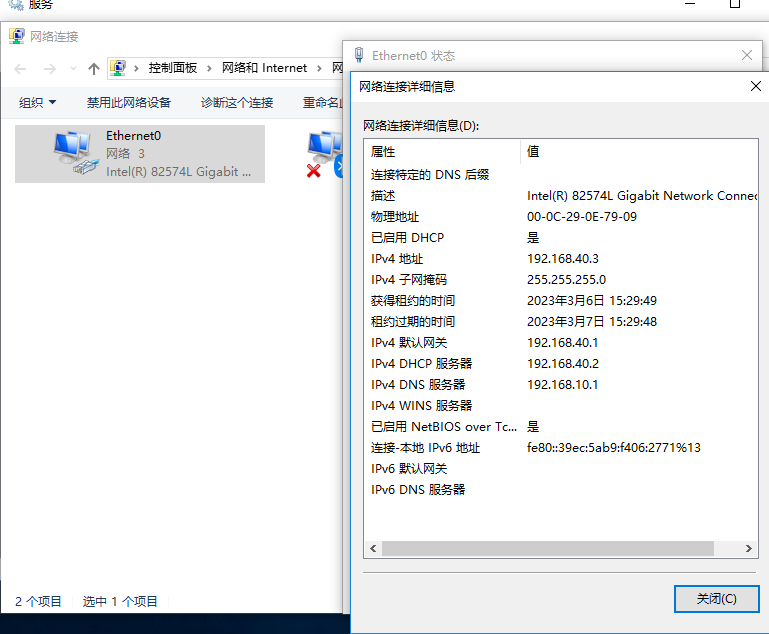 服务
网络连接
控制面板 › 网络和 Internet › 网
组织 禁用此网络设备 诊断这个连接 重命名
Ethernet0
网络 3
Intel(R) 82574L Gigabit ...
2 个项目 选中 1 个项目
Ethernet0 状态
网络连接详细信息
网络连接详细信息(D):
属性 值
连接特定的 DNS 后缀
描述 Intel(R) 82574L Gigabit Network Connec
物理地址 00-0C-29-0E-79-09
已启用 DHCP 是
IPv4 地址 192.168.40.3
IPv4 子网掩码 255.255.255.0
获得租约的时间 2023年3月6日 15:29:49
租约过期的时间 2023年3月7日 15:29:48
IPv4 默认网关 192.168.40.1
IPv4 DHCP 服务器 192.168.40.2
IPv4 DNS 服务器 192.168.10.1
IPv4 WINS 服务器
已启用 NetBIOS over Tc... 是
连接-本地 IPv6 地址 fe80::39ec:5ab9:f406:2771%13
IPv6 默认网关
IPv6 DNS 服务器
关闭(C)